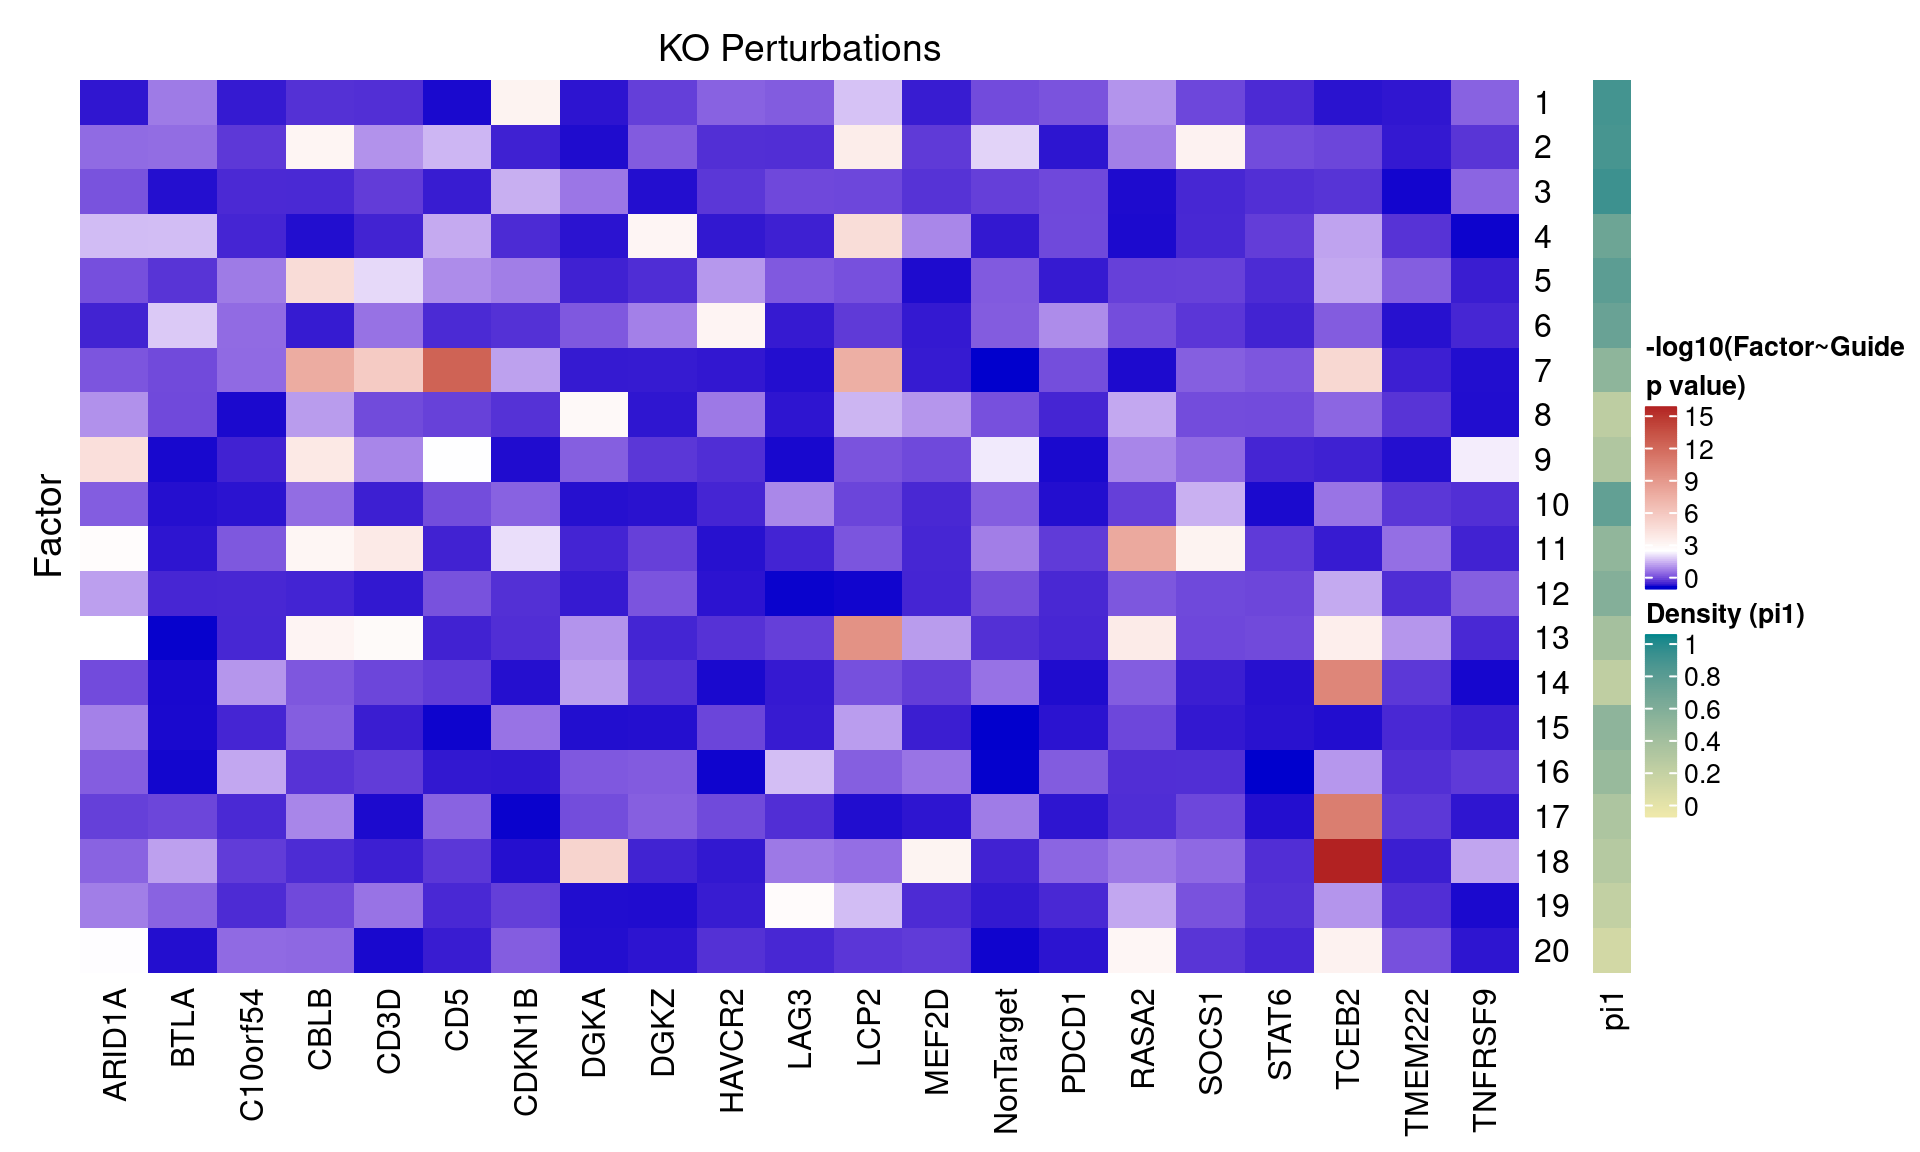 KO Perturbations
Factor
1
2
3
4
5
6
7
8
9
10
11
12
13
14
15
16
17
18
19
20
ARID1A
BTLA
C10orf54
CBLB
CD3D
CD5
CDKN1B
DGKA
DGKZ
HAVCR2
LAG3
LCP2
MEF2D
NonTarget
PDCD1
RASA2
SOCS1
STAT6
TCEB2
TMEM222
TNFRSF9
pi1
-log10(Factor~Guide
p value)
15
12
9
6
3
0
Density (pi1)
1
0.8
0.6
0.4
0.2
0